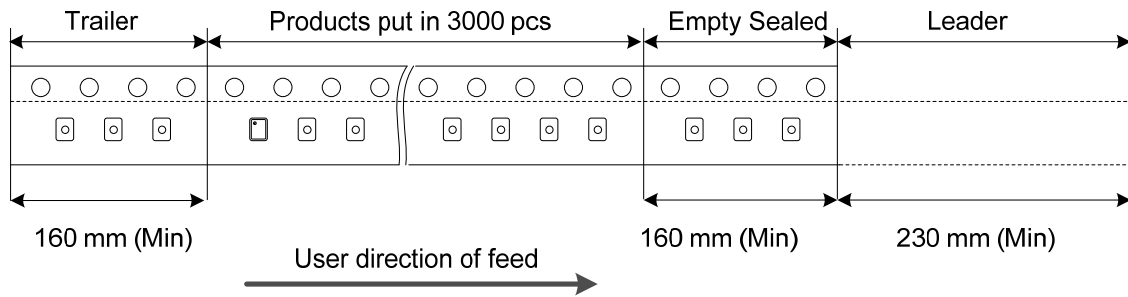 Trailer
Products put in 3000 pcs
Empty Sealed
Leader
160 mm (Min)
160 mm (Min)
230 mm (Min)
User direction of feed